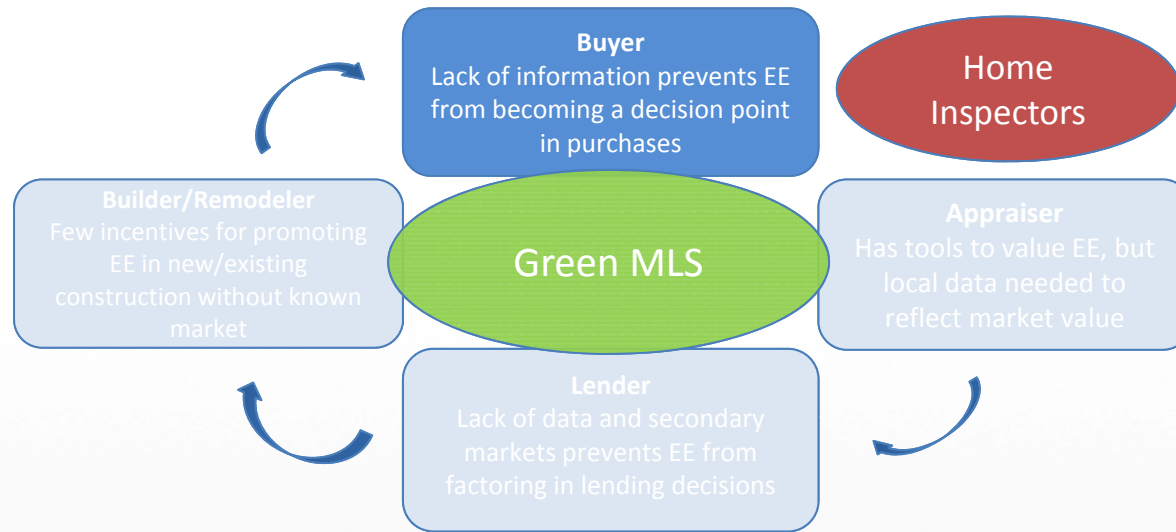 Buyer
Lack of information prevents EE
from becoming a decision point
in purchases
Home
Inspectors
Builder/Remodeler
Few incentives for promoting
EE in new/existing
construction without known
market
Green MLS
Appraiser
Has tools to value EE, but
local data needed to
reflect market value
Lender
Lack of data and secondary
markets prevents EE from
factoring in lending decisions